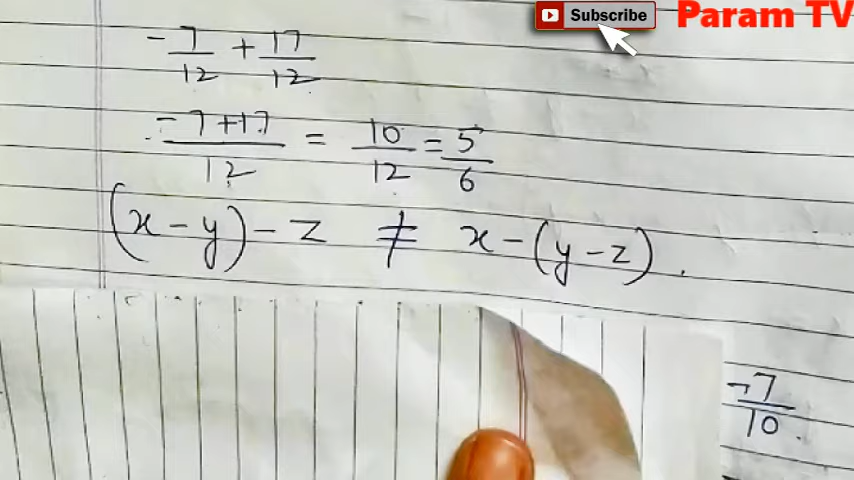 Subscribe Param TV
-7/12 + 17/12
-7+17/12 = 10/12 = 5/6
(x - y) - z ≠ x - (y - z).
-7/10